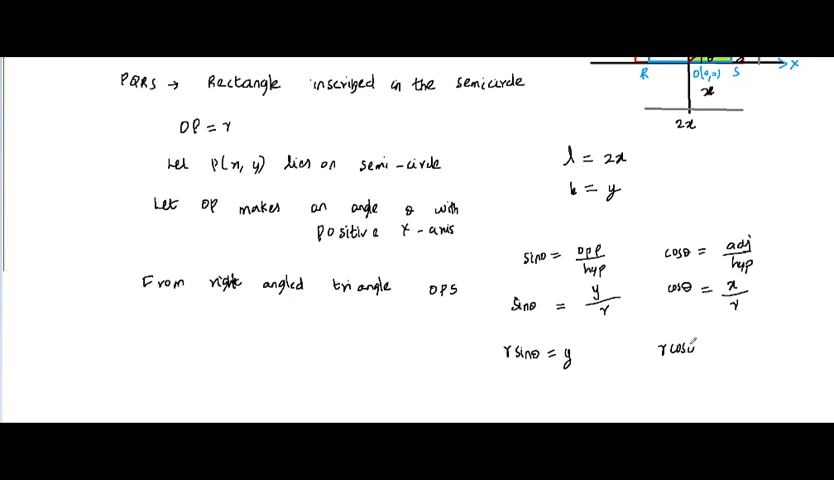 PQRS → Rectangle inscribed in the semicircle
R O(0,0) S X
x
2x
OP = r
Let P(x, y) lies on semi-circle
l = 2x
b = y
Let OP makes an angle θ with
positive X-axis
sinθ = opp/hyp cosθ = adj/hyp
From right angled triangle OPS
sinθ = y/r cosθ = x/r
r sinθ = y r cos